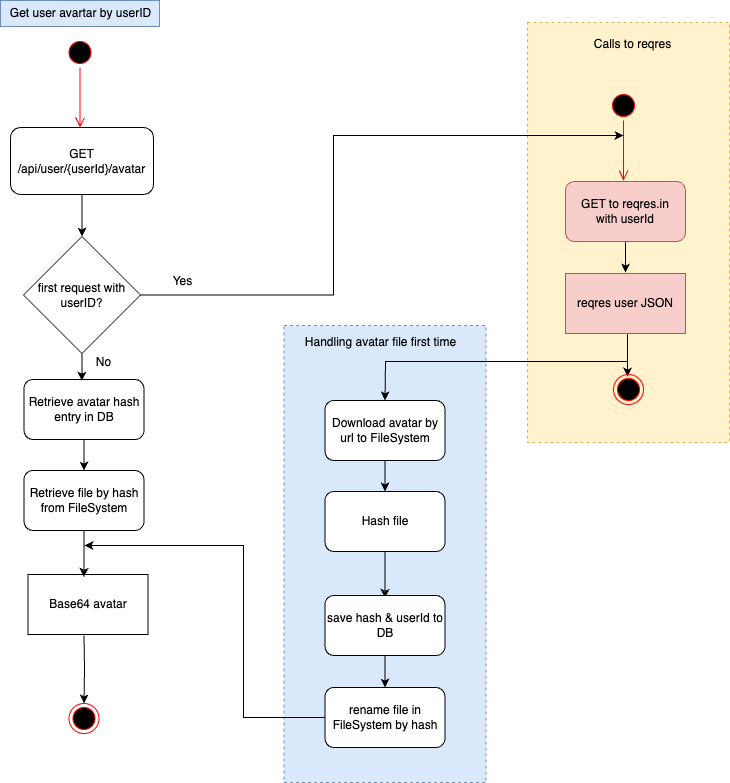 Get user avartar by userID
GET
/api/user/{userId}/avatar
first request with
userID?
Yes
No
Retrieve avatar hash
entry in DB
Retrieve file by hash
from FileSystem
Base64 avatar
Handling avatar file first time
Download avatar by
url to FileSystem
Hash file
save hash & userId to
DB
rename file in
FileSystem by hash
Calls to reqres
GET to reqres.in
with userId
reqres user JSON